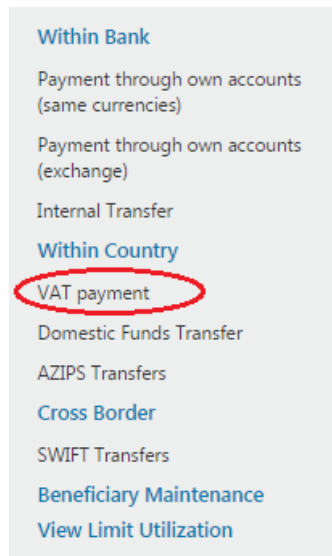 Within Bank
Payment through own accounts
(same currencies)
Payment through own accounts
(exchange)
Internal Transfer
Within Country
VAT payment
Domestic Funds Transfer
AZIPS Transfers
Cross Border
SWIFT Transfers
Beneficiary Maintenance
View Limit Utilization